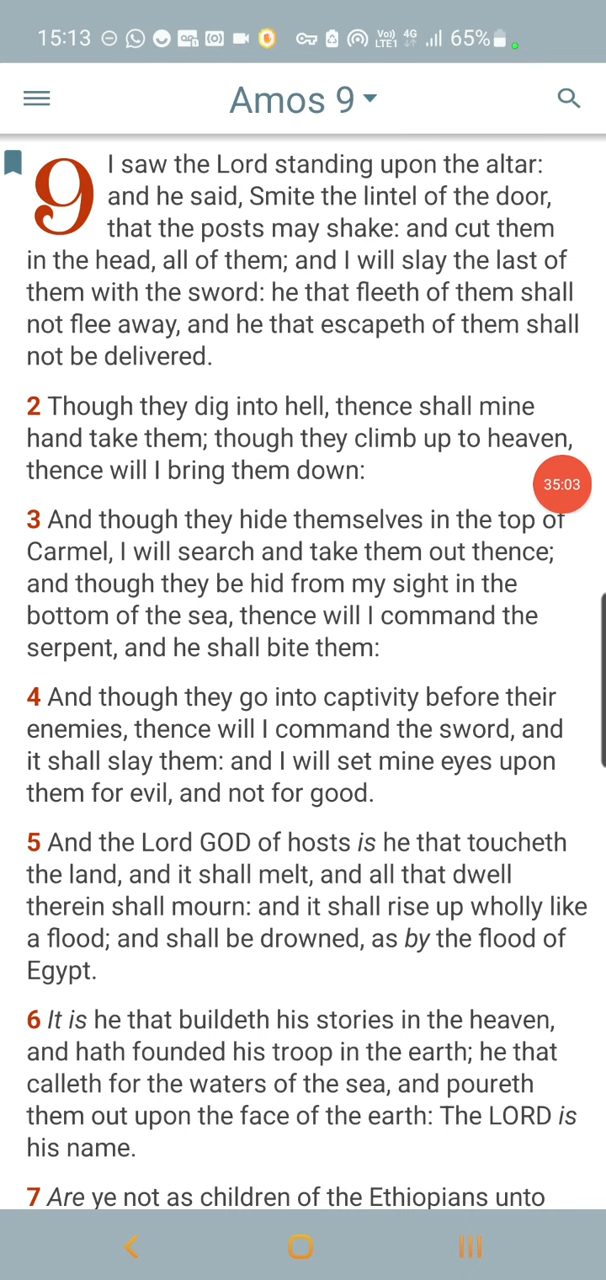 15:13 Vo) LTE1 4G 65%
Amos 9
9 I saw the Lord standing upon the altar:
and he said, Smite the lintel of the door,
that the posts may shake: and cut them
in the head, all of them; and I will slay the last of
them with the sword: he that fleeth of them shall
not flee away, and he that escapeth of them shall
not be delivered.
2 Though they dig into hell, thence shall mine
hand take them; though they climb up to heaven,
thence will I bring them down:
35:03
3 And though they hide themselves in the top of
Carmel, I will search and take them out thence;
and though they be hid from my sight in the
bottom of the sea, thence will I command the
serpent, and he shall bite them:
4 And though they go into captivity before their
enemies, thence will I command the sword, and
it shall slay them: and I will set mine eyes upon
them for evil, and not for good.
5 And the Lord GOD of hosts is he that toucheth
the land, and it shall melt, and all that dwell
therein shall mourn: and it shall rise up wholly like
a flood; and shall be drowned, as by the flood of
Egypt.
6 It is he that buildeth his stories in the heaven,
and hath founded his troop in the earth; he that
calleth for the waters of the sea, and poureth
them out upon the face of the earth: The LORD is
his name.
7 Are ye not as children of the Ethiopians unto